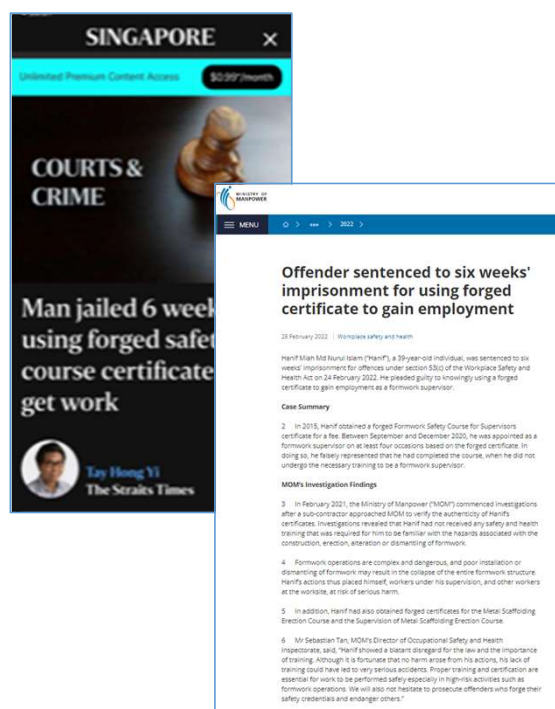 SINGAPORE ×
Unlimited Premium Content Access $0.99*/month
COURTS &
CRIME
Man jailed 6 week
using forged safet
course certificate
get work
Tay Hong Yi
The Straits Times
MINISTRY OF
MANPOWER
MENU > ••• > 2022 >
Offender sentenced to six weeks'
imprisonment for using forged
certificate to gain employment
28 February 2022 | Workplace safety and health
Hanif Miah Md Nurul Islam ("Hanif"), a 39-year-old individual, was sentenced to six
weeks' imprisonment for offences under section 53(c) of the Workplace Safety and
Health Act on 24 February 2022. He pleaded guilty to knowingly using a forged
certificate to gain employment as a formwork supervisor.
Case Summary
2 In 2015, Hanif obtained a forged Formwork Safety Course for Supervisors
certificate for a fee. Between September and December 2020, he was appointed as a
formwork supervisor on at least four occasions based on the forged certificate. In
doing so, he falsely represented that he had completed the course, when he did not
undergo the necessary training to be a formwork supervisor.
MOM's Investigation Findings
3 In February 2021, the Ministry of Manpower ("MOM") commenced investigations
after a sub-contractor approached MOM to verify the authenticity of Hanif's
certificates. Investigations revealed that Hanif had not received any safety and health
training that was required for him to be familiar with the hazards associated with the
construction, erection, alteration or dismantling of formwork.
4 Formwork operations are complex and dangerous, and poor installation or
dismantling of formwork may result in the collapse of the entire formwork structure.
Hanif's actions thus placed himself, workers under his supervision, and other workers
at the worksite, at risk of serious harm.
5 In addition, Hanif had also obtained forged certificates for the Metal Scaffolding
Erection Course and the Supervision of Metal Scaffolding Erection Course.
6 Mr Sebastian Tan, MOM's Director of Occupational Safety and Health
Inspectorate, said, "Hanif showed a blatant disregard for the law and the importance
of training. Although it is fortunate that no harm arose from his actions, his lack of
training could have led to very serious accidents. Proper training and certification are
essential for work to be performed safely especially in high-risk activities such as
formwork operations. We will also not hesitate to prosecute offenders who forge their
safety credentials and endanger others."